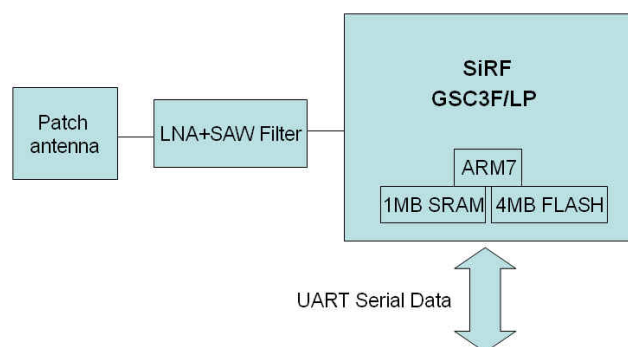 SiRF
GSC3F/LP
Patch
antenna
LNA+SAW Filter
ARM7
1MB SRAM
4MB FLASH
UART Serial Data